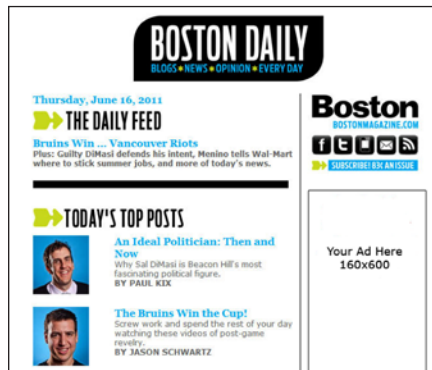 BOSTON DAILY
BLOGS • NEWS • OPINION • EVERY DAY
Thursday, June 16, 2011
THE DAILY FEED
Bruins Win ... Vancouver Riots
Plus: Guilty DiMasi defends his intent, Menino tells Wal-Mart
where to stick summer jobs, and more of today's news.
TODAY'S TOP POSTS
An Ideal Politician: Then and
Now
Why Sal DiMasi is Beacon Hill's most
fascinating political figure.
BY PAUL KIX
The Bruins Win the Cup!
Screw work and spend the rest of your day
watching these videos of post-game
revelry.
BY JASON SCHWARTZ
Boston
BOSTONMAGAZINE.COM
SUBSCRIBE! 83¢ AN ISSUE
Your Ad Here
160x600